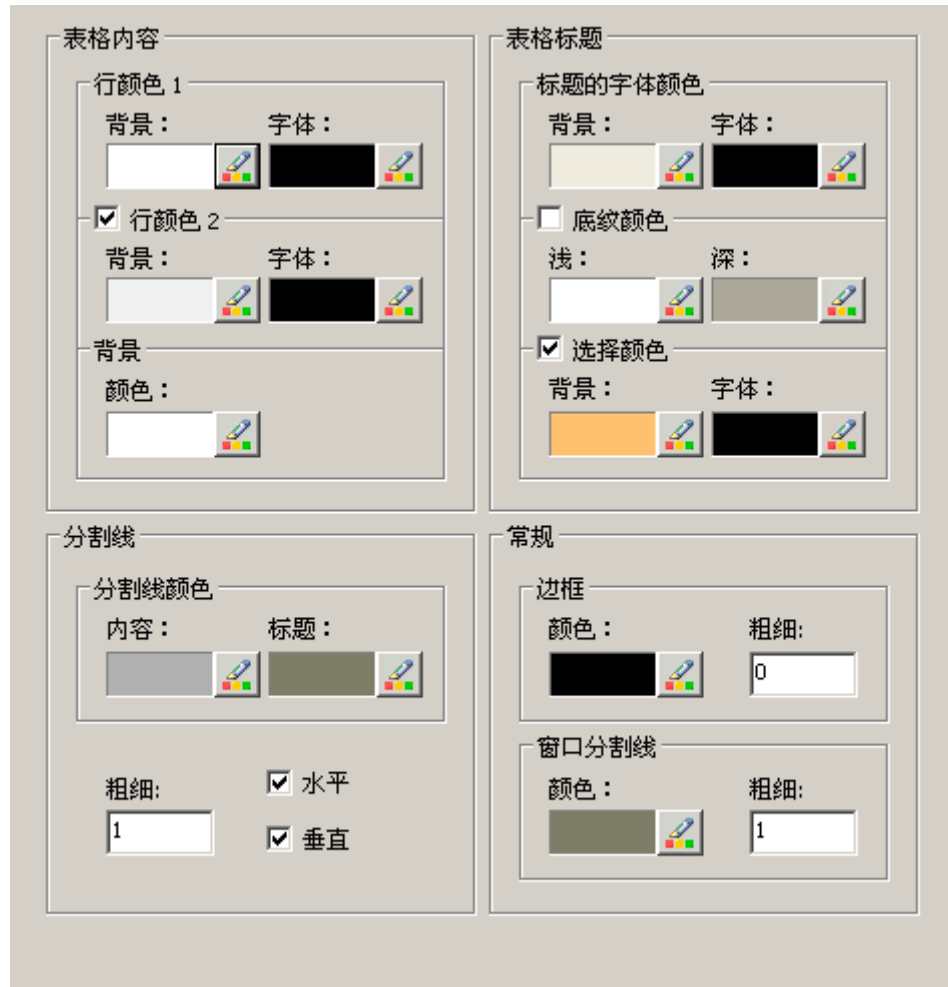 表格内容
行颜色 1
背景： 字体：
行颜色 2
背景： 字体：
背景
颜色：
表格标题
标题的字体颜色
背景： 字体：
底纹颜色
浅： 深：
选择颜色
背景： 字体：
分割线
分割线颜色
内容： 标题：
粗细:
1
水平
垂直
常规
边框
颜色： 粗细:
0
窗口分割线
颜色： 粗细:
1